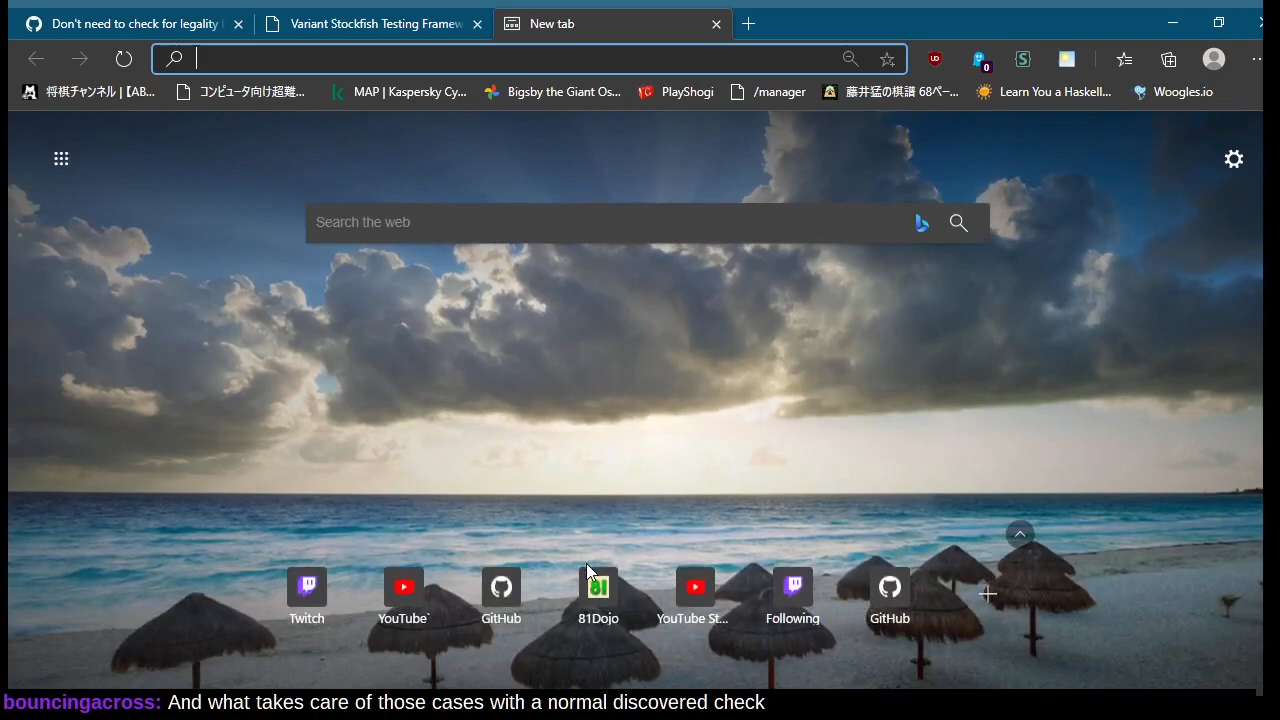 Don't need to check for legality
Variant Stockfish Testing Framew
New tab
0
将棋チャンネル |【AB...
コンピュータ向け超難...
MAP | Kaspersky Cy...
Bigsby the Giant Os...
PlayShogi
/manager
藤井猛の棋譜 68ペー...
Learn You a Haskell...
Woogles.io
Search the web
81
Twitch
YouTube`
GitHub
81Dojo
YouTube St...
Following
GitHub
bouncingacross: And what takes care of those cases with a normal discovered check